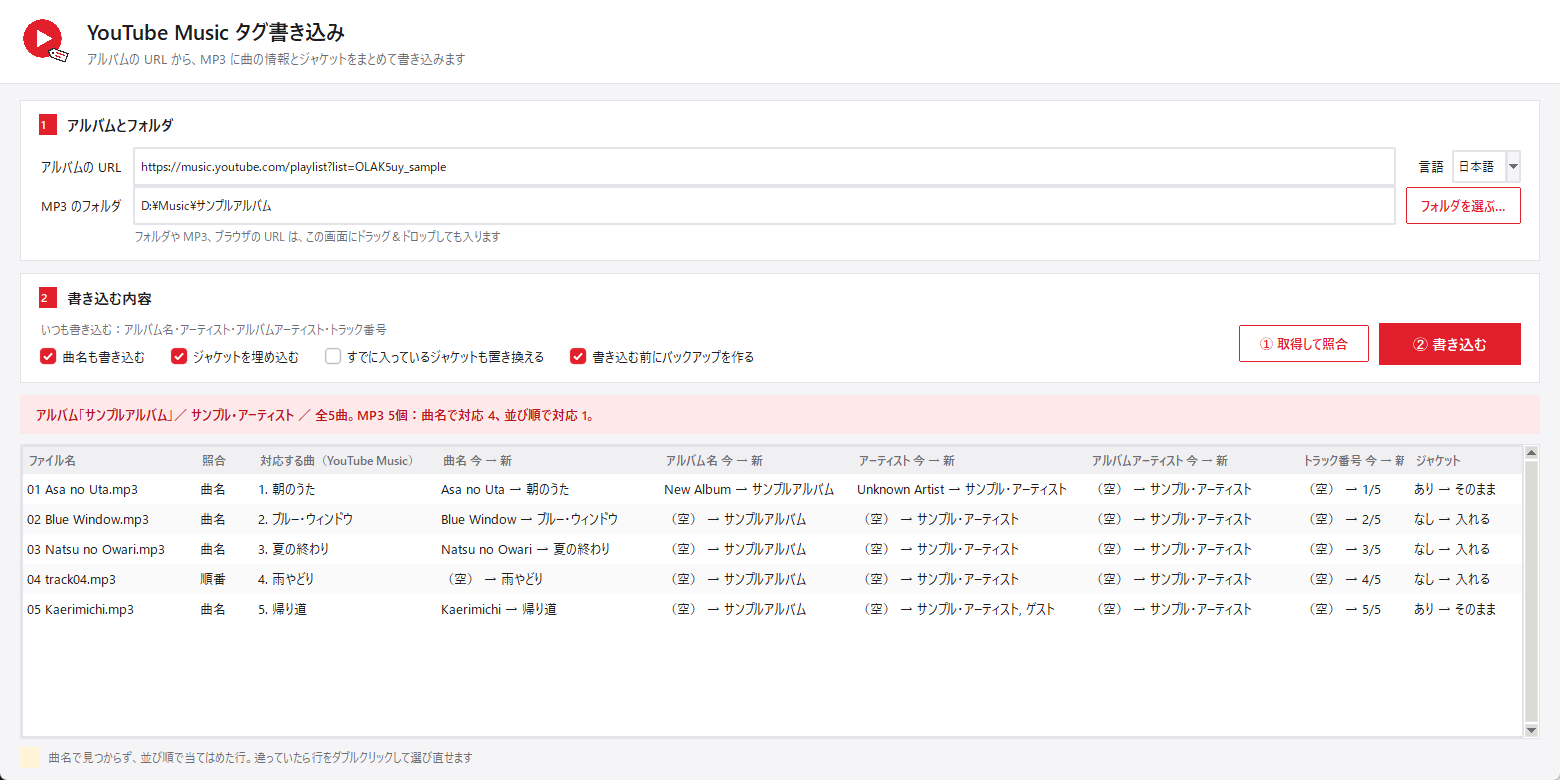 YouTube Music タグ書き込み
アルバムの URL から、MP3 に曲の情報とジャケットをまとめて書き込みます
1 アルバムとフォルダ
アルバムの URL https://music.youtube.com/playlist?list=OLAK5uy_sample 言語 日本語
MP3 のフォルダ D:¥Music¥サンプルアルバム フォルダを選ぶ...
フォルダや MP3、ブラウザの URL は、この画面にドラッグ＆ドロップしても入ります
2 書き込む内容
いつも書き込む：アルバム名・アーティスト・アルバムアーティスト・トラック番号
曲名も書き込む ジャケットを埋め込む すでに入っているジャケットも置き換える 書き込む前にバックアップを作る ① 取得して照合 ② 書き込む
アルバム「サンプルアルバム」／ サンプル・アーティスト ／ 全5曲。MP3 5個：曲名で対応 4、並び順で対応 1。
ファイル名 照合 対応する曲（YouTube Music） 曲名 今 → 新 アルバム名 今 → 新 アーティスト 今 → 新 アルバムアーティスト 今 → 新 トラック番号 今 → 新 ジャケット
01 Asa no Uta.mp3 曲名 1. 朝のうた Asa no Uta → 朝のうた New Album → サンプルアルバム Unknown Artist → サンプル・アーティスト （空） → サンプル・アーティスト （空） → 1/5 あり → そのまま
02 Blue Window.mp3 曲名 2. ブルー・ウィンドウ Blue Window → ブルー・ウィンドウ （空） → サンプルアルバム （空） → サンプル・アーティスト （空） → サンプル・アーティスト （空） → 2/5 なし → 入れる
03 Natsu no Owari.mp3 曲名 3. 夏の終わり Natsu no Owari → 夏の終わり （空） → サンプルアルバム （空） → サンプル・アーティスト （空） → サンプル・アーティスト （空） → 3/5 なし → 入れる
04 track04.mp3 順番 4. 雨やどり （空） → 雨やどり （空） → サンプルアルバム （空） → サンプル・アーティスト （空） → サンプル・アーティスト （空） → 4/5 なし → 入れる
05 Kaerimichi.mp3 曲名 5. 帰り道 Kaerimichi → 帰り道 （空） → サンプルアルバム （空） → サンプル・アーティスト, ゲスト （空） → サンプル・アーティスト （空） → 5/5 あり → そのまま
曲名で見つからず、並び順で当てはめた行。違っていたら行をダブルクリックして選び直せます